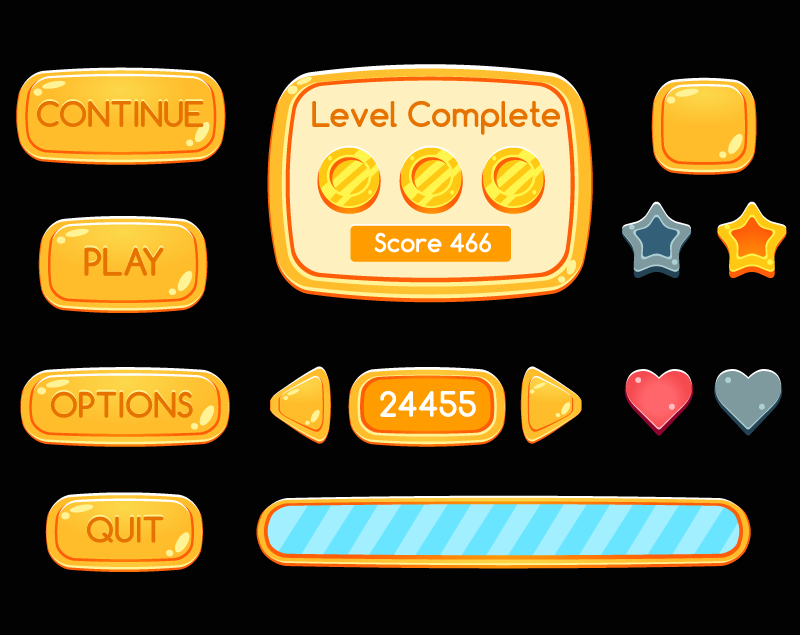 CONTINUE
Level Complete
Score 466
PLAY
OPTIONS
24455
QUIT